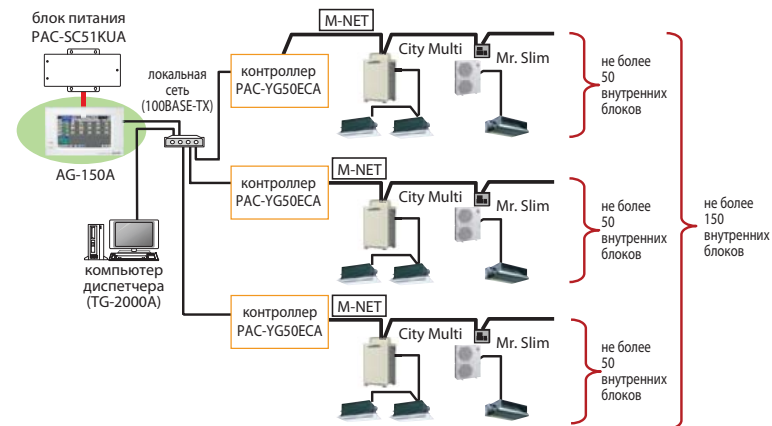 блок питания
PAC-SC51KUA
AG-150A
локальная
сеть
(100BASE-TX)
компьютер
диспетчера
(TG-2000A)
контроллер
PAC-YG50ECA
M-NET
City Multi
Mr. Slim
не более
50
внутренних
блоков
контроллер
PAC-YG50ECA
M-NET
City Multi
Mr. Slim
не более
50
внутренних
блоков
контроллер
PAC-YG50ECA
M-NET
City Multi
Mr. Slim
не более
50
внутренних
блоков
не более
150
внутренних
блоков